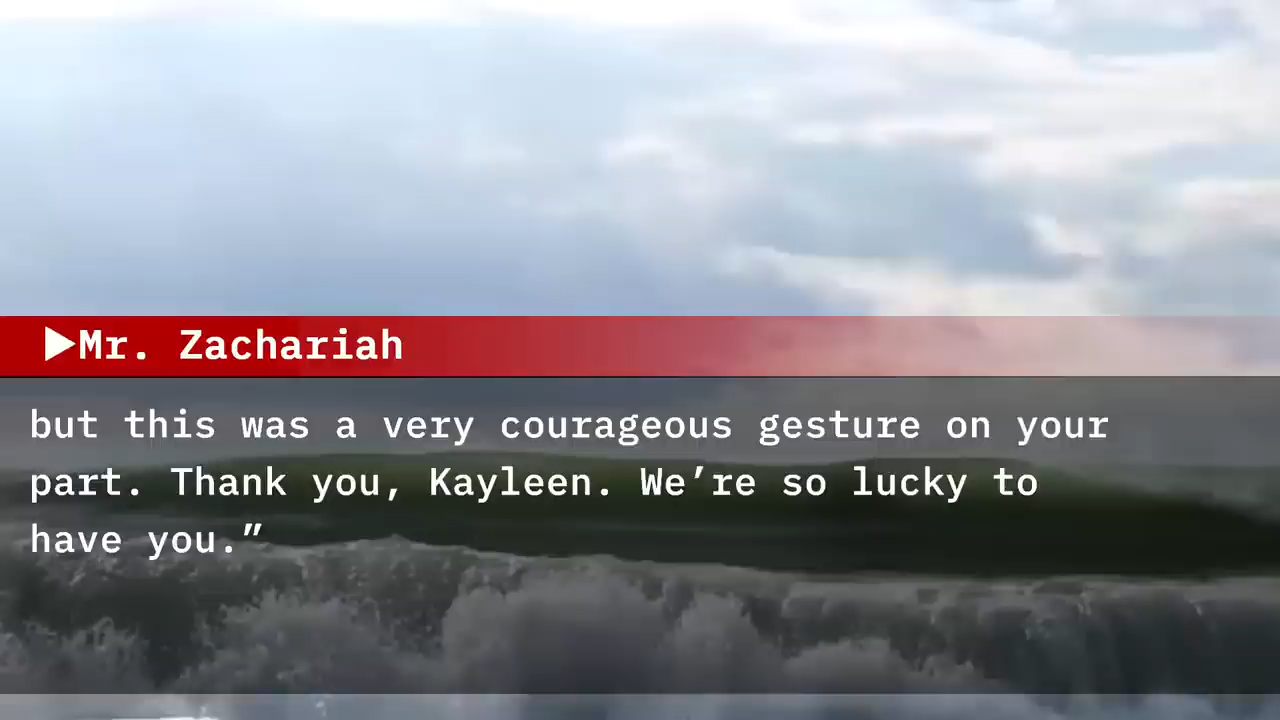 ▶Mr. Zachariah
but this was a very courageous gesture on your
part. Thank you, Kayleen. We’re so lucky to
have you.”